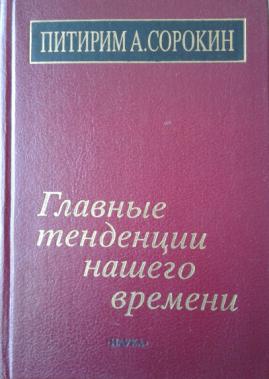 ПИТИРИМ А.СОРОКИН
Главные
тенденции
нашего
времени
·НАУКА·